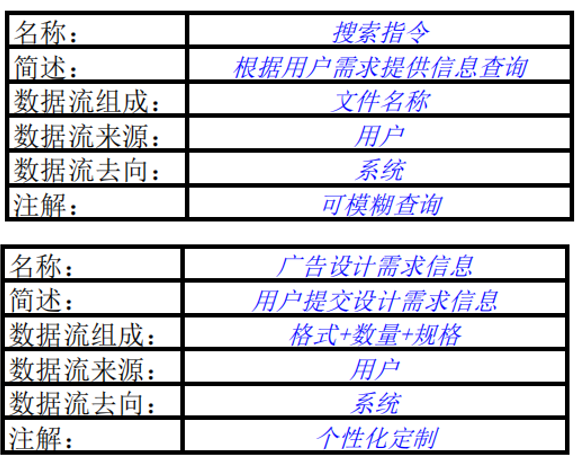 名称： 搜索指令
简述： 根据用户需求提供信息查询
数据流组成： 文件名称
数据流来源： 用户
数据流去向： 系统
注解： 可模糊查询
名称： 广告设计需求信息
简述： 用户提交设计需求信息
数据流组成： 格式+数量+规格
数据流来源： 用户
数据流去向： 系统
注解： 个性化定制